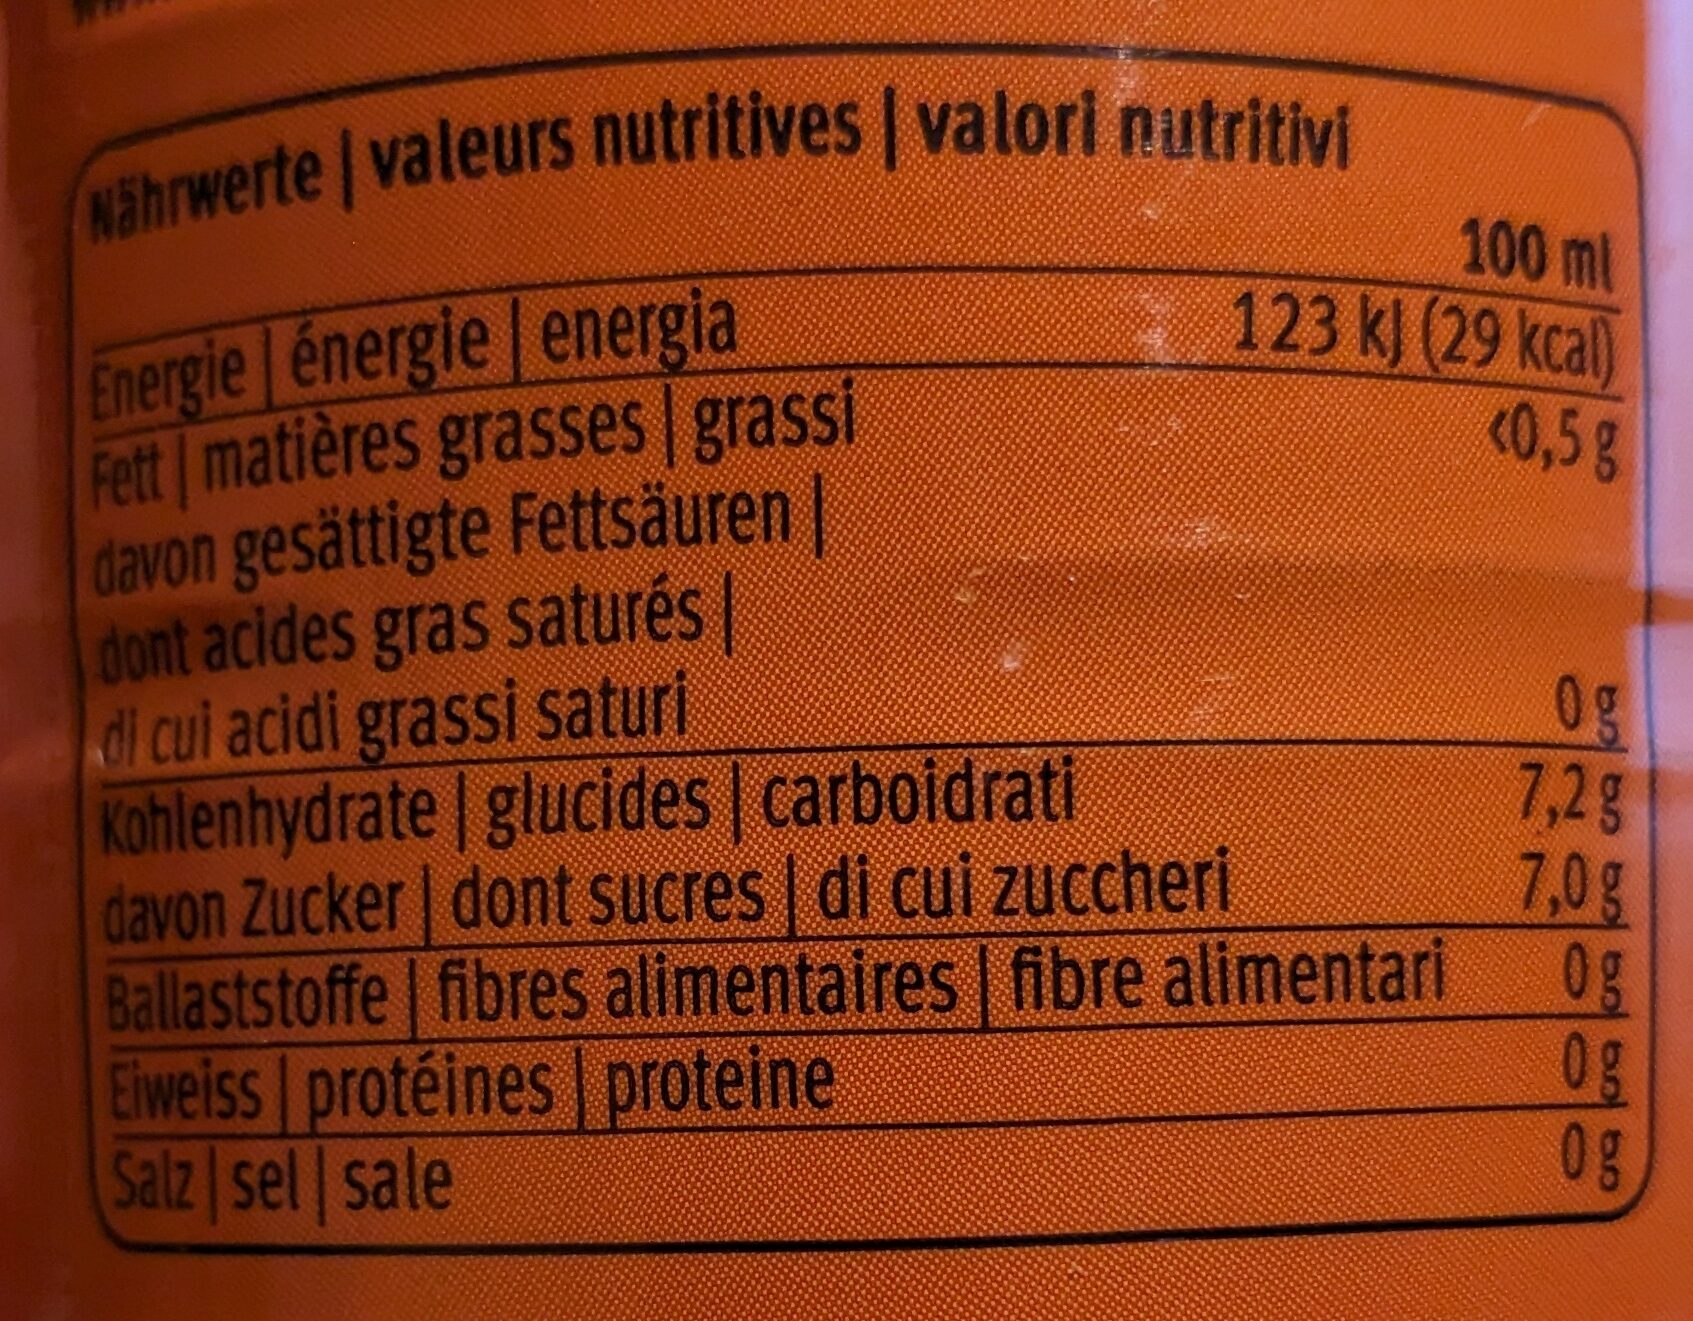 Nährwerte | valeurs nutritives | valori nutritivi
100 ml
Energie | énergie | energia 123 kJ (29 kcal)
Fett | matières grasses | grassi <0,5 g
davon gesättigte Fettsäuren |
dont acides gras saturés |
di cui acidi grassi saturi 0 g
Kohlenhydrate | glucides | carboidrati 7,2 g
davon Zucker | dont sucres | di cui zuccheri 7,0 g
Ballaststoffe | fibres alimentaires | fibre alimentari 0 g
Eiweiss | protéines | proteine 0 g
Salz | sel | sale 0 g